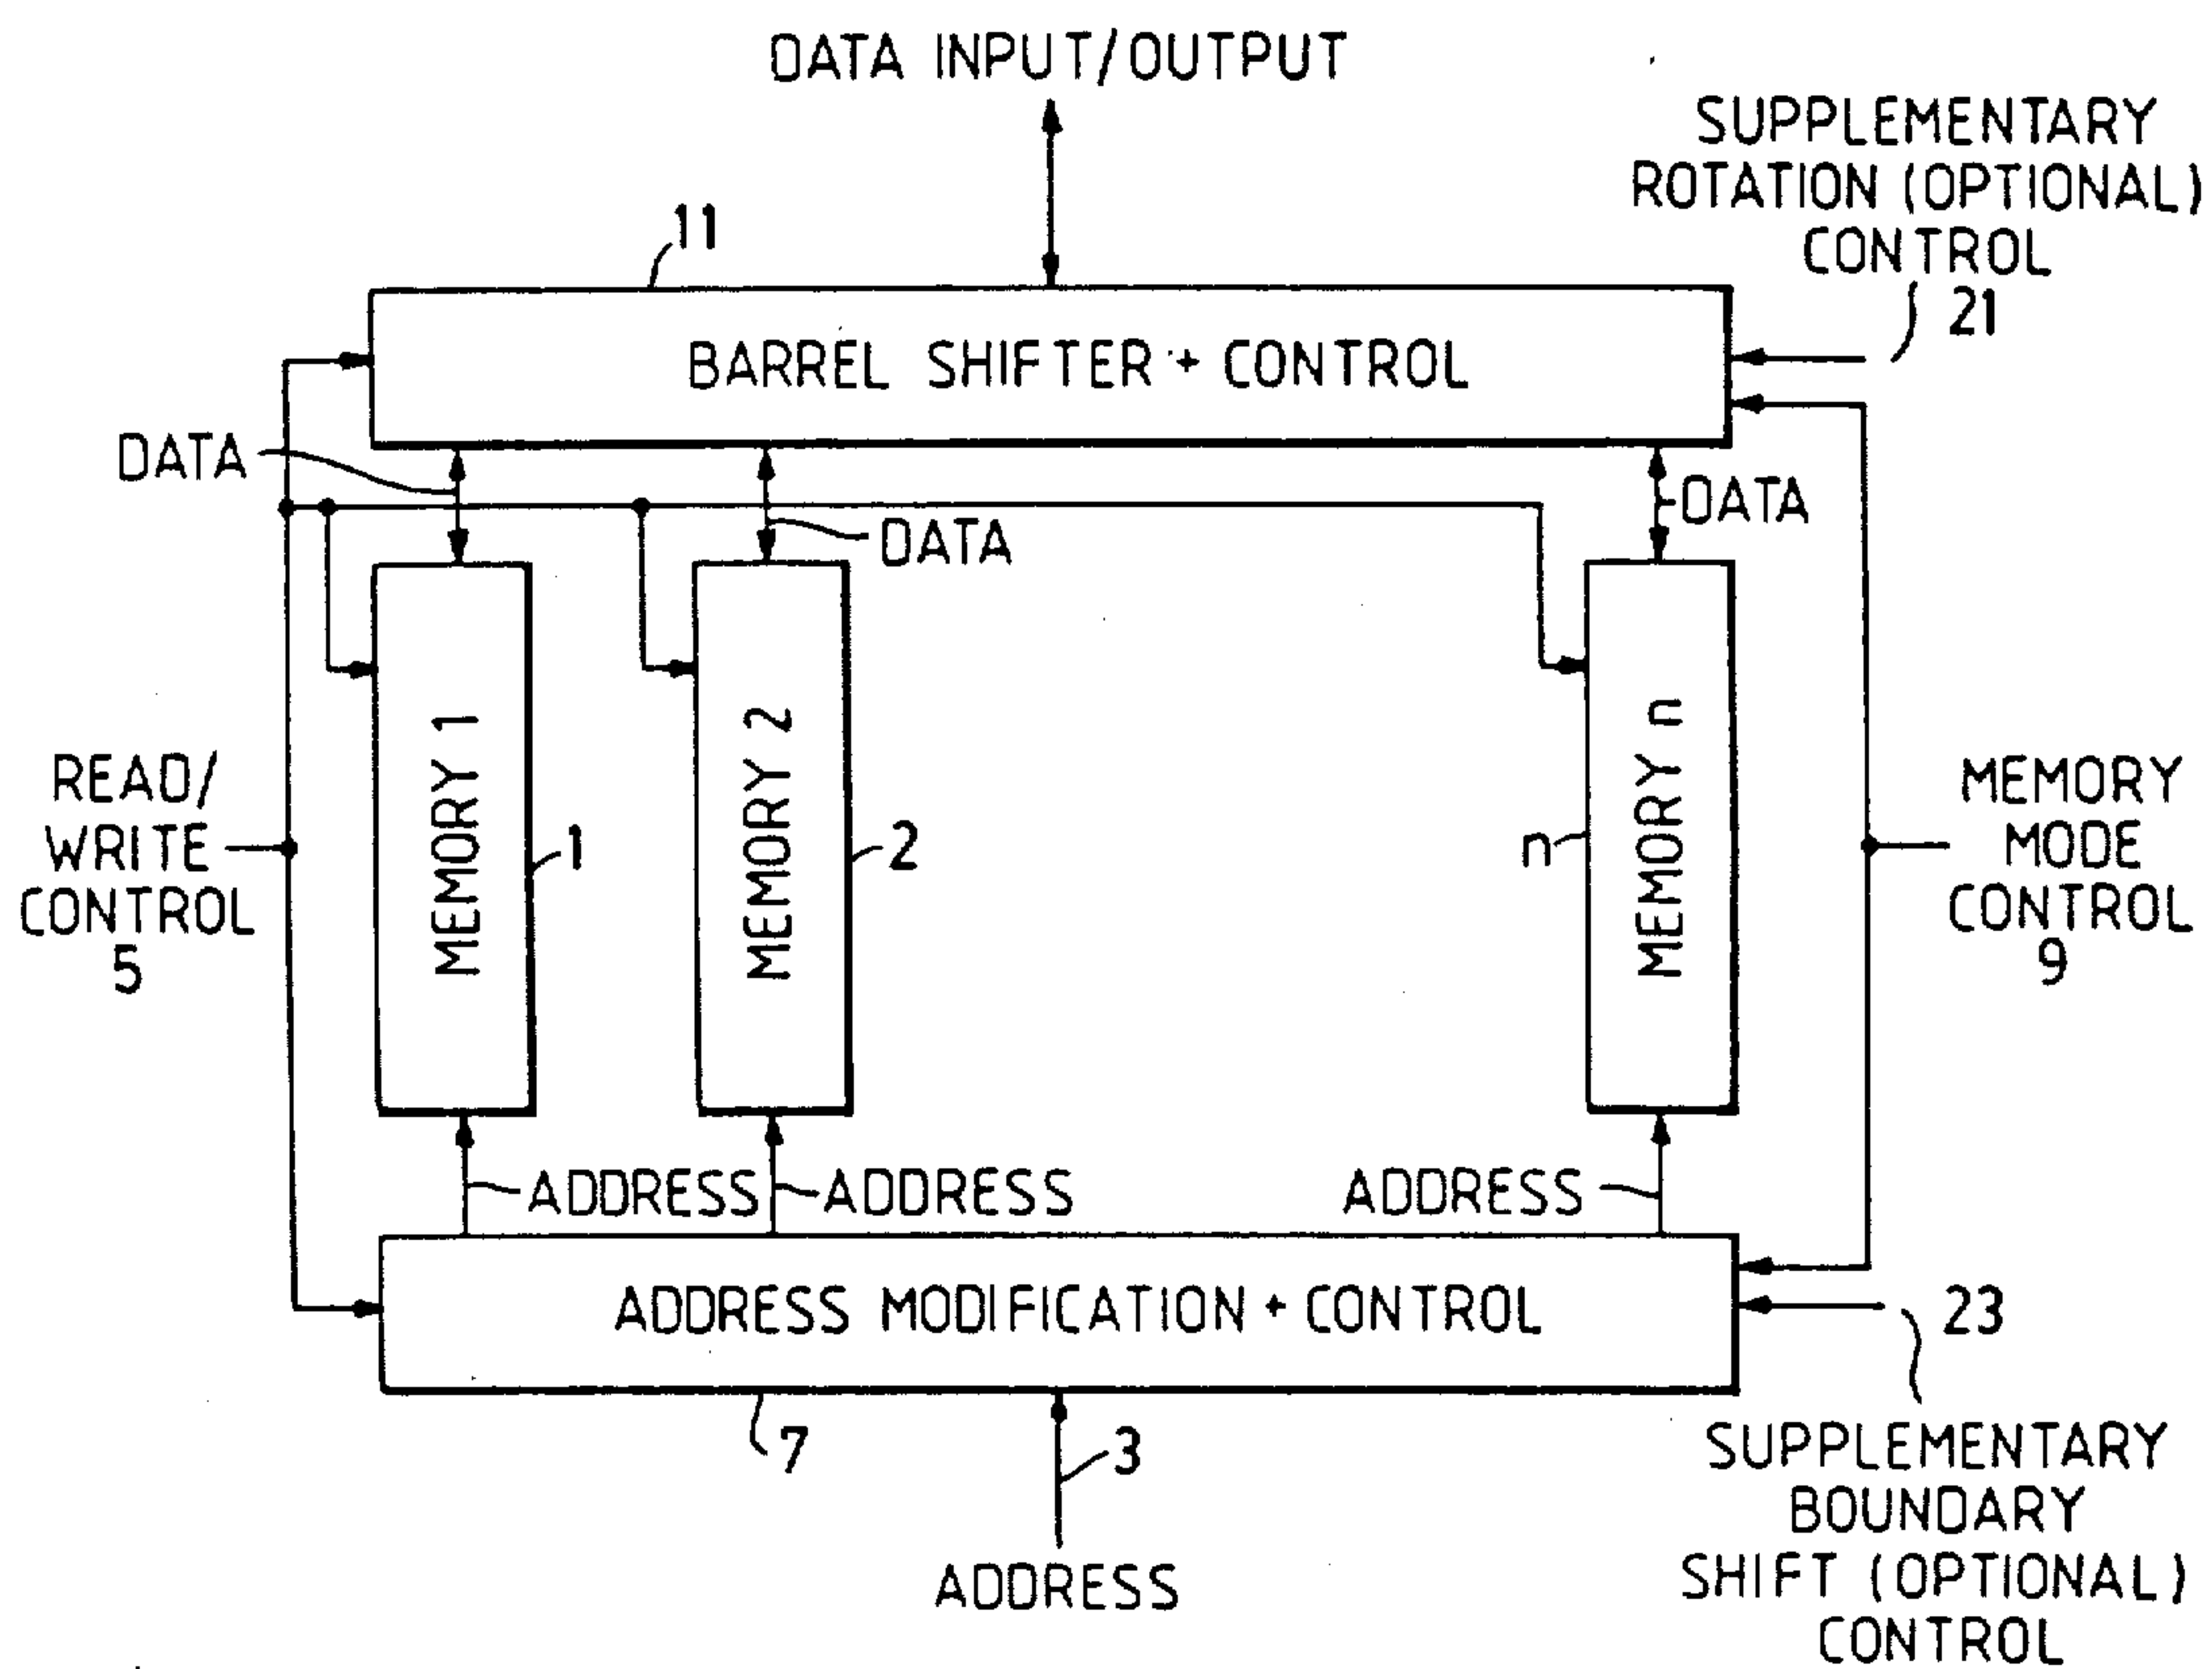 DATA INPUT/OUTPUT
SUPPLEMENTARY
ROTATION (OPTIONAL)
CONTROL
21
11
BARREL SHIFTER + CONTROL
DATA
DATA
DATA
MEMORY 1
MEMORY 2
MEMORY n
READ/
WRITE
CONTROL
5
1
2
n
MEMORY
MODE
CONTROL
9
ADDRESS
ADDRESS
ADDRESS
ADDRESS MODIFICATION + CONTROL
23
7
3
ADDRESS
SUPPLEMENTARY
BOUNDARY
SHIFT (OPTIONAL)
CONTROL